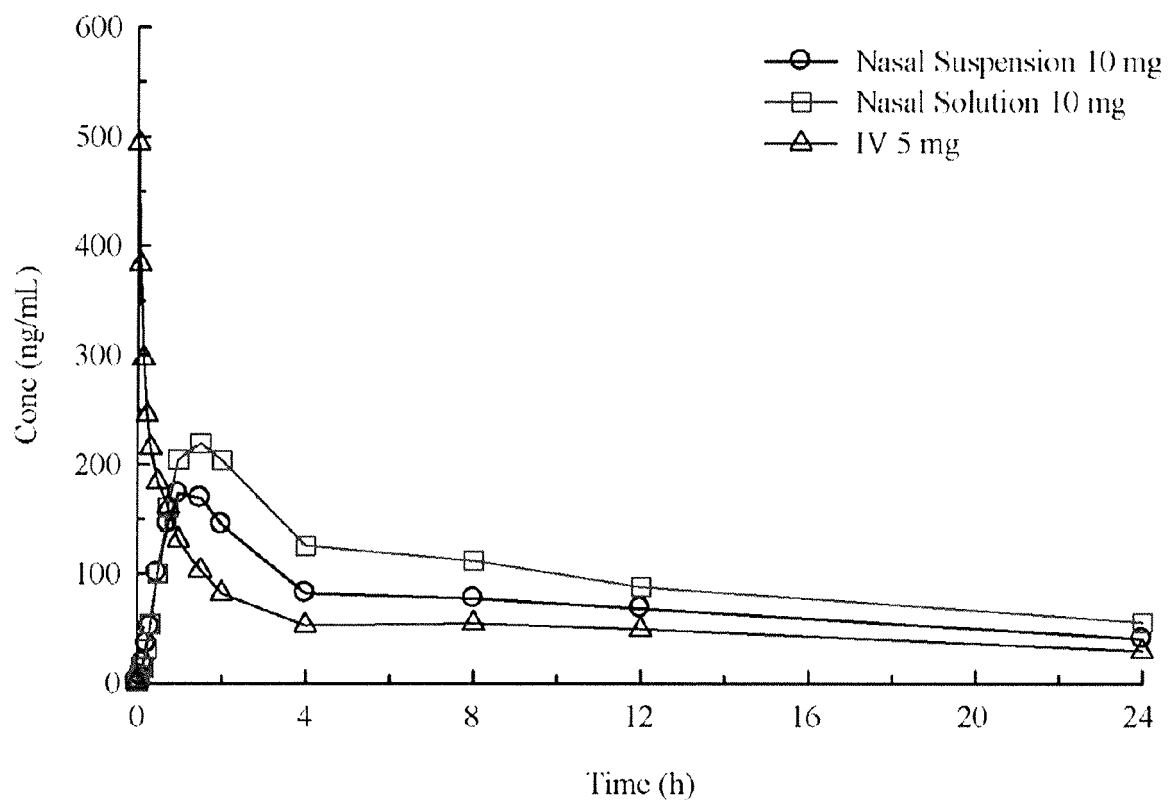 600
500
400
300
200
100
0
Conc (ng/mL)
Nasal Suspension 10 mg
Nasal Solution 10 mg
IV 5 mg
0 4 8 12 16 20 24
Time (h)